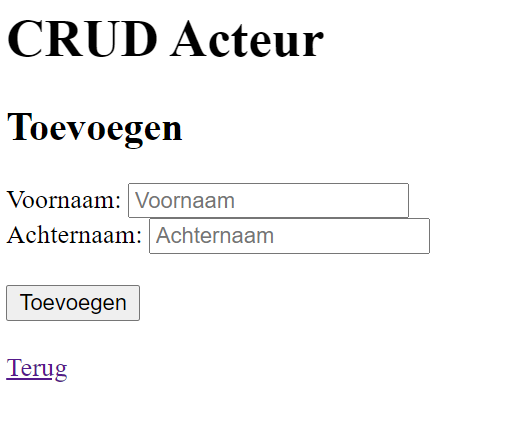 CRUD Acteur
Toevoegen
Voornaam: Voornaam
Achternaam: Achternaam
Toevoegen
Terug